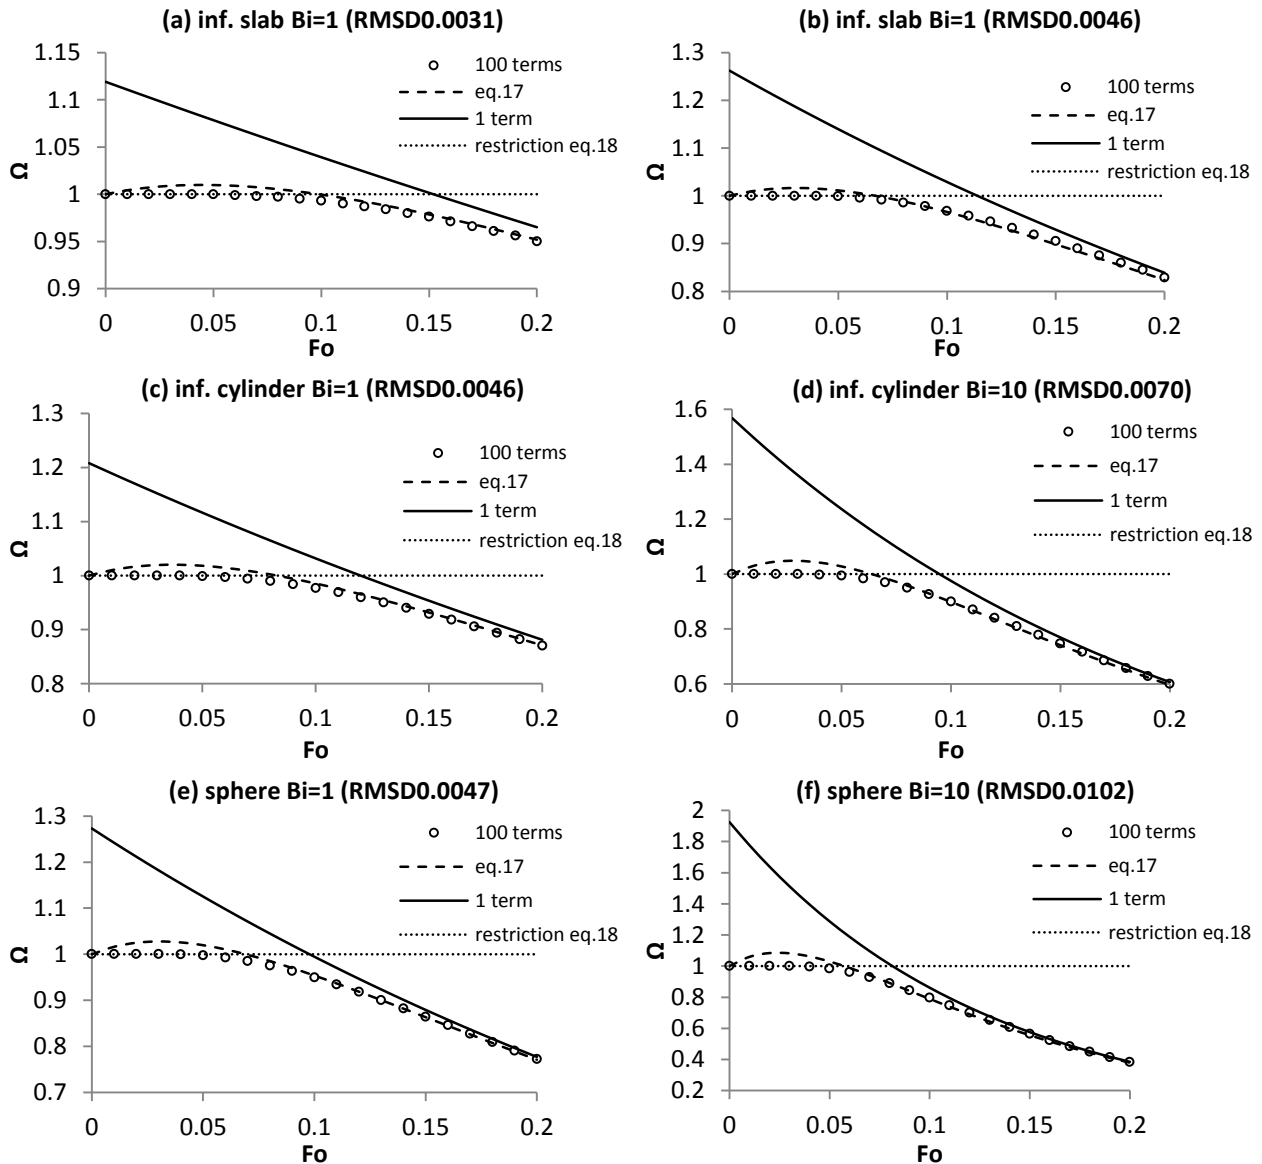 (a) inf. slab Bi=1 (RMSD0.0031)
1.15
1.1
1.05
1
0.95
0.9
Ω
0 0.05 0.1 0.15 0.2
Fo
100 terms
eq.17
1 term
restriction eq.18
(b) inf. slab Bi=1 (RMSD0.0046)
1.3
1.2
1.1
1
0.9
0.8
Ω
0 0.05 0.1 0.15 0.2
Fo
100 terms
eq.17
1 term
restriction eq.18
(c) inf. cylinder Bi=1 (RMSD0.0046)
1.3
1.2
1.1
1
0.9
0.8
Ω
0 0.05 0.1 0.15 0.2
Fo
100 terms
eq.17
1 term
restriction eq.18
(d) inf. cylinder Bi=10 (RMSD0.0070)
1.6
1.4
1.2
1
0.8
0.6
Ω
0 0.05 0.1 0.15 0.2
Fo
100 terms
eq.17
1 term
restriction eq.18
(e) sphere Bi=1 (RMSD0.0047)
1.3
1.2
1.1
1
0.9
0.8
0.7
Ω
0 0.05 0.1 0.15 0.2
Fo
100 terms
eq.17
1 term
restriction eq.18
(f) sphere Bi=10 (RMSD0.0102)
2
1.8
1.6
1.4
1.2
1
0.8
0.6
0.4
0.2
Ω
0 0.05 0.1 0.15 0.2
Fo
100 terms
eq.17
1 term
restriction eq.18